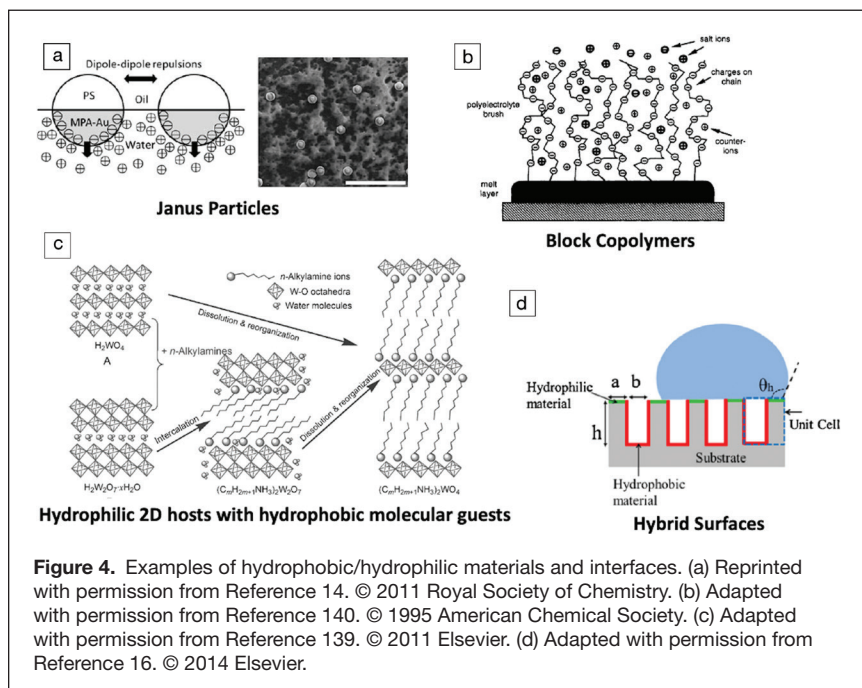 a
Dipole-dipole repulsions
PS
Oil
MPA-Au
Water
Janus Particles
b
salt ions
charges on
chain
polyelectrolyte
brush
counter-
ions
melt
layer
Block Copolymers
c
n-Alkylamine ions
W-O octahedra
Water molecules
H₂WO₄
A
+ n-Alkylamines
Dissolution & reorganization
Intercalation
Dissolution & reorganization
H₂W₂O₇·xH₂O
(CₘH₂ₘ₊₁NH₃)₂W₂O₇
(CₘH₂ₘ₊₁NH₃)₂WO₄
Hydrophilic 2D hosts with hydrophobic molecular guests
d
a b
θh
Hydrophilic
material
h
Unit Cell
Substrate
Hydrophobic
material
Hybrid Surfaces
Figure 4. Examples of hydrophobic/hydrophilic materials and interfaces. (a) Reprinted
with permission from Reference 14. © 2011 Royal Society of Chemistry. (b) Adapted
with permission from Reference 140. © 1995 American Chemical Society. (c) Adapted
with permission from Reference 139. © 2011 Elsevier. (d) Adapted with permission from
Reference 16. © 2014 Elsevier.